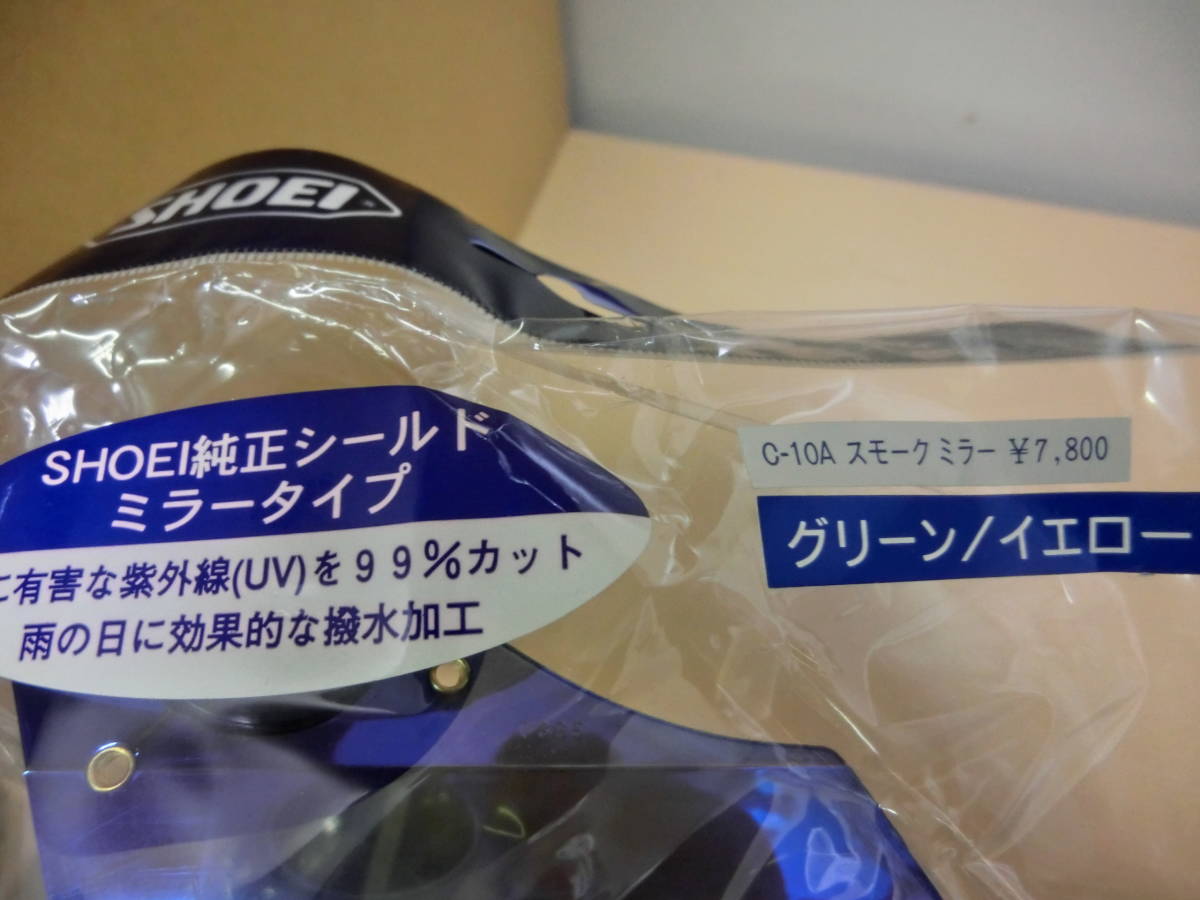 SHOEI
SHOEI純正シールド
ミラータイプ
に有害な紫外線(UV)を９９%カット
雨の日に効果的な撥水加工
C-10A スモーク ミラー ¥7,800
グリーン/イエロー